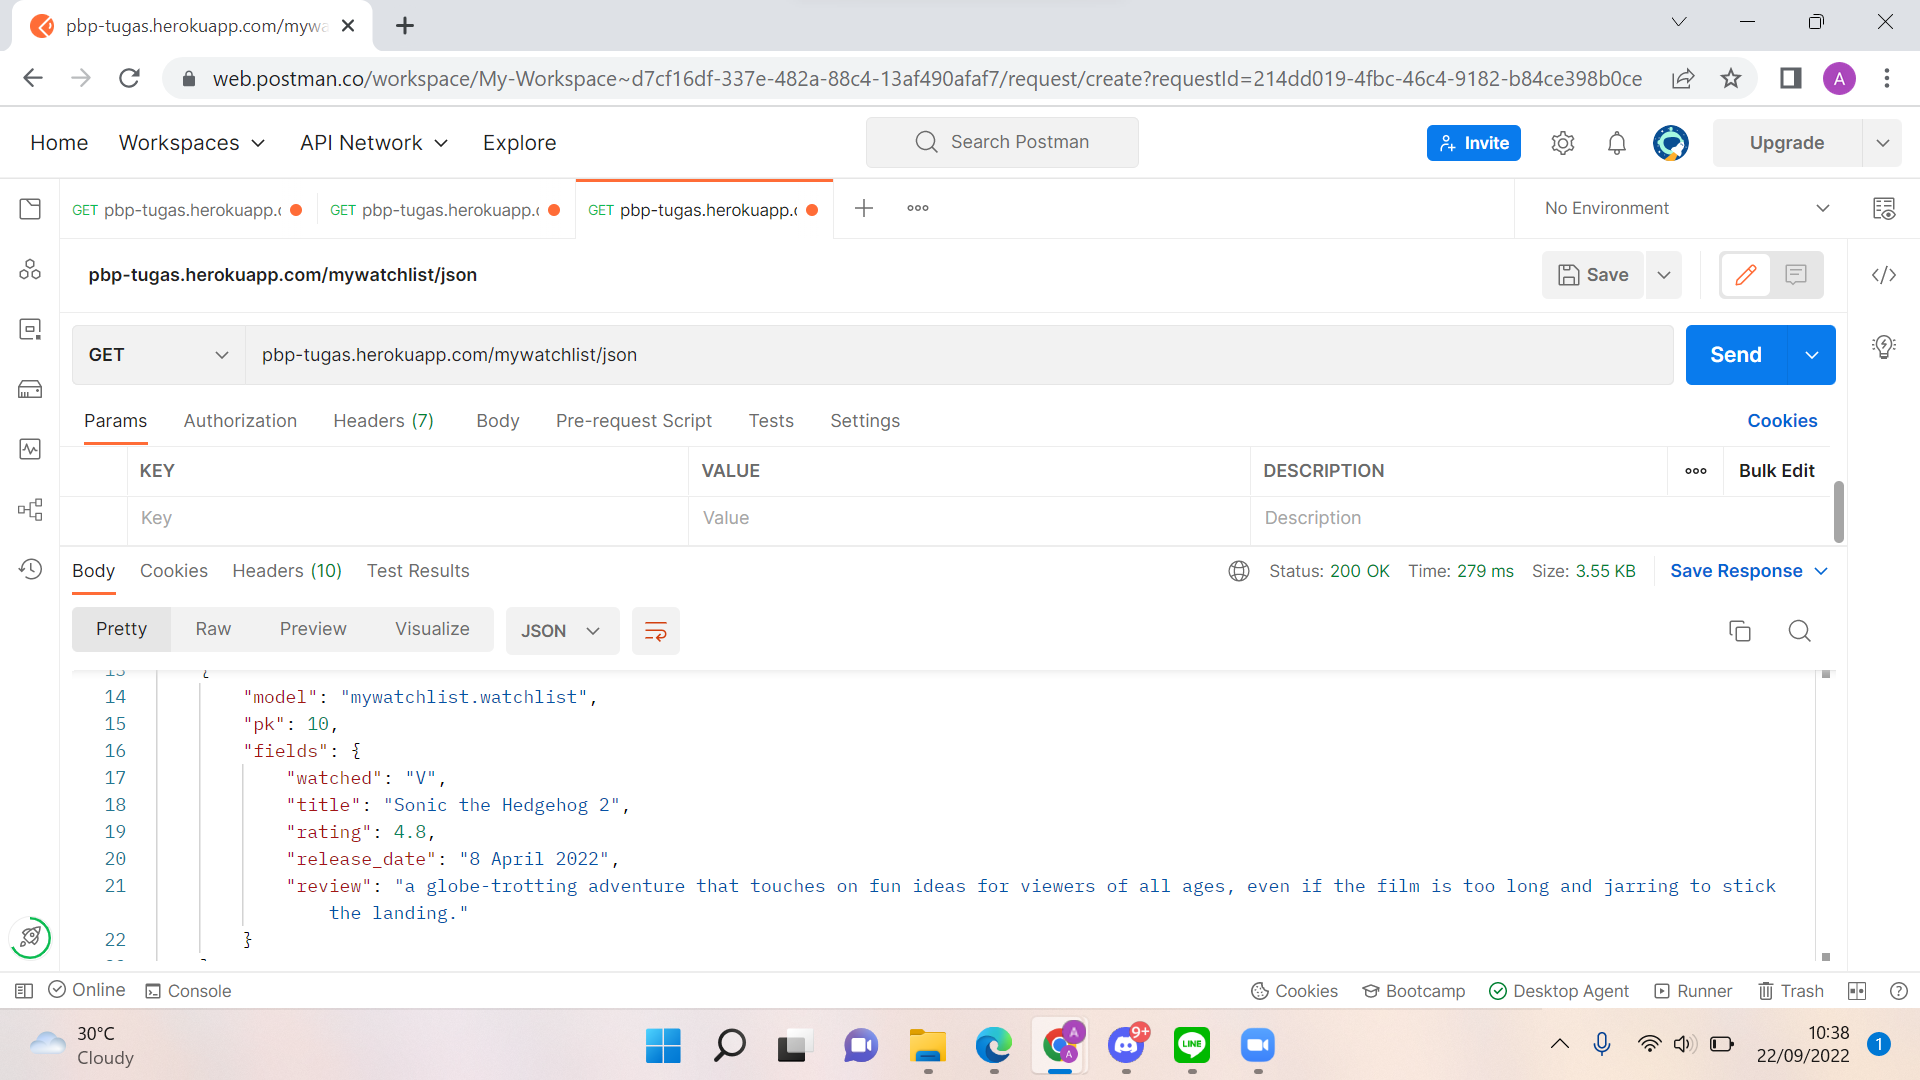 pbp-tugas.herokuapp.com/mywa
web.postman.co/workspace/My-Workspace~d7cf16df-337e-482a-88c4-13af490afaf7/request/create?requestId=214dd019-4fbc-46c4-9182-b84ce398b0ce
A
Home Workspaces API Network Explore Search Postman Invite Upgrade
GET pbp-tugas.herokuapp.c GET pbp-tugas.herokuapp.c GET pbp-tugas.herokuapp.c No Environment
pbp-tugas.herokuapp.com/mywatchlist/json Save
GET pbp-tugas.herokuapp.com/mywatchlist/json Send
Params Authorization Headers (7) Body Pre-request Script Tests Settings Cookies
KEY VALUE DESCRIPTION Bulk Edit
Key Value Description
Body Cookies Headers (10) Test Results Status: 200 OK Time: 279 ms Size: 3.55 KB Save Response
Pretty Raw Preview Visualize JSON
13 {
14 "model": "mywatchlist.watchlist",
15 "pk": 10,
16 "fields": {
17 "watched": "V",
18 "title": "Sonic the Hedgehog 2",
19 "rating": 4.8,
20 "release_date": "8 April 2022",
21 "review": "a globe-trotting adventure that touches on fun ideas for viewers of all ages, even if the film is too long and jarring to stick
the landing."
22 }
Online Console Cookies Bootcamp Desktop Agent Runner Trash
30°C
Cloudy
A
A
9+
LINE
10:38
22/09/2022
1